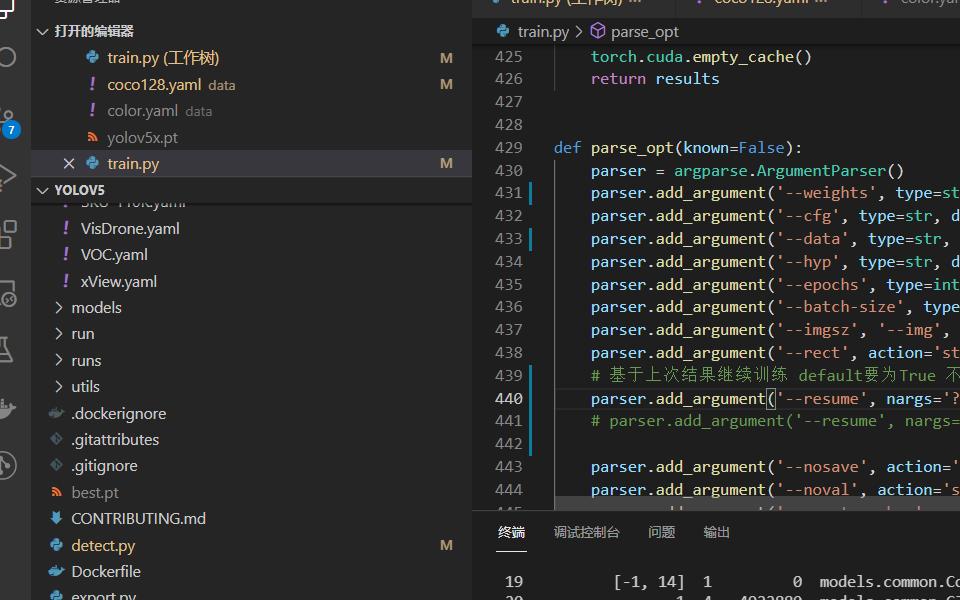 打开的编辑器
train.py (工作树) M
coco128.yaml data M
color.yaml data
yolov5x.pt
train.py M
YOLOV5
VisDrone.yaml
VOC.yaml
xView.yaml
models
run
runs
utils
.dockerignore
.gitattributes
.gitignore
best.pt
CONTRIBUTING.md
detect.py M
Dockerfile
export.py
7
train.py > parse_opt
425 torch.cuda.empty_cache()
426 return results
427
428
429 def parse_opt(known=False):
430 parser = argparse.ArgumentParser()
431 parser.add_argument('--weights', type=st
432 parser.add_argument('--cfg', type=str, d
433 parser.add_argument('--data', type=str,
434 parser.add_argument('--hyp', type=str, d
435 parser.add_argument('--epochs', type=int
436 parser.add_argument('--batch-size', type
437 parser.add_argument('--imgsz', '--img',
438 parser.add_argument('--rect', action='st
439 # 基于上次结果继续训练 default要为True 不
440 parser.add_argument('--resume', nargs='?
441 # parser.add_argument('--resume', nargs=
442
443 parser.add_argument('--nosave', action='
444 parser.add_argument('--noval', action='s
终端 调试控制台 问题 输出
19 [-1, 14] 1 0 models.common.Co